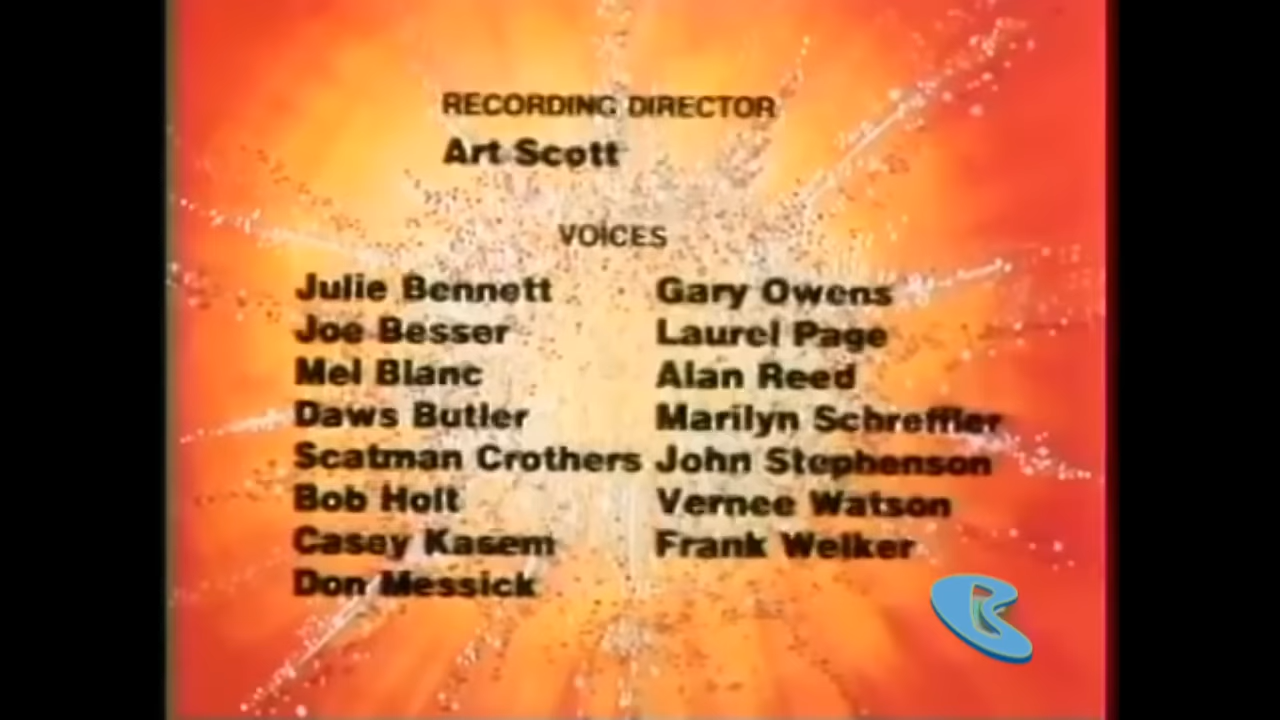 RECORDING DIRECTOR
Art Scott
VOICES
Julie Bennett
Joe Besser
Mel Blanc
Daws Butler
Scatman Crothers
Bob Holt
Casey Kasem
Don Messick
Gary Owens
Laurel Page
Alan Reed
Marilyn Schreffler
John Stephenson
Vernee Watson
Frank Welker
B